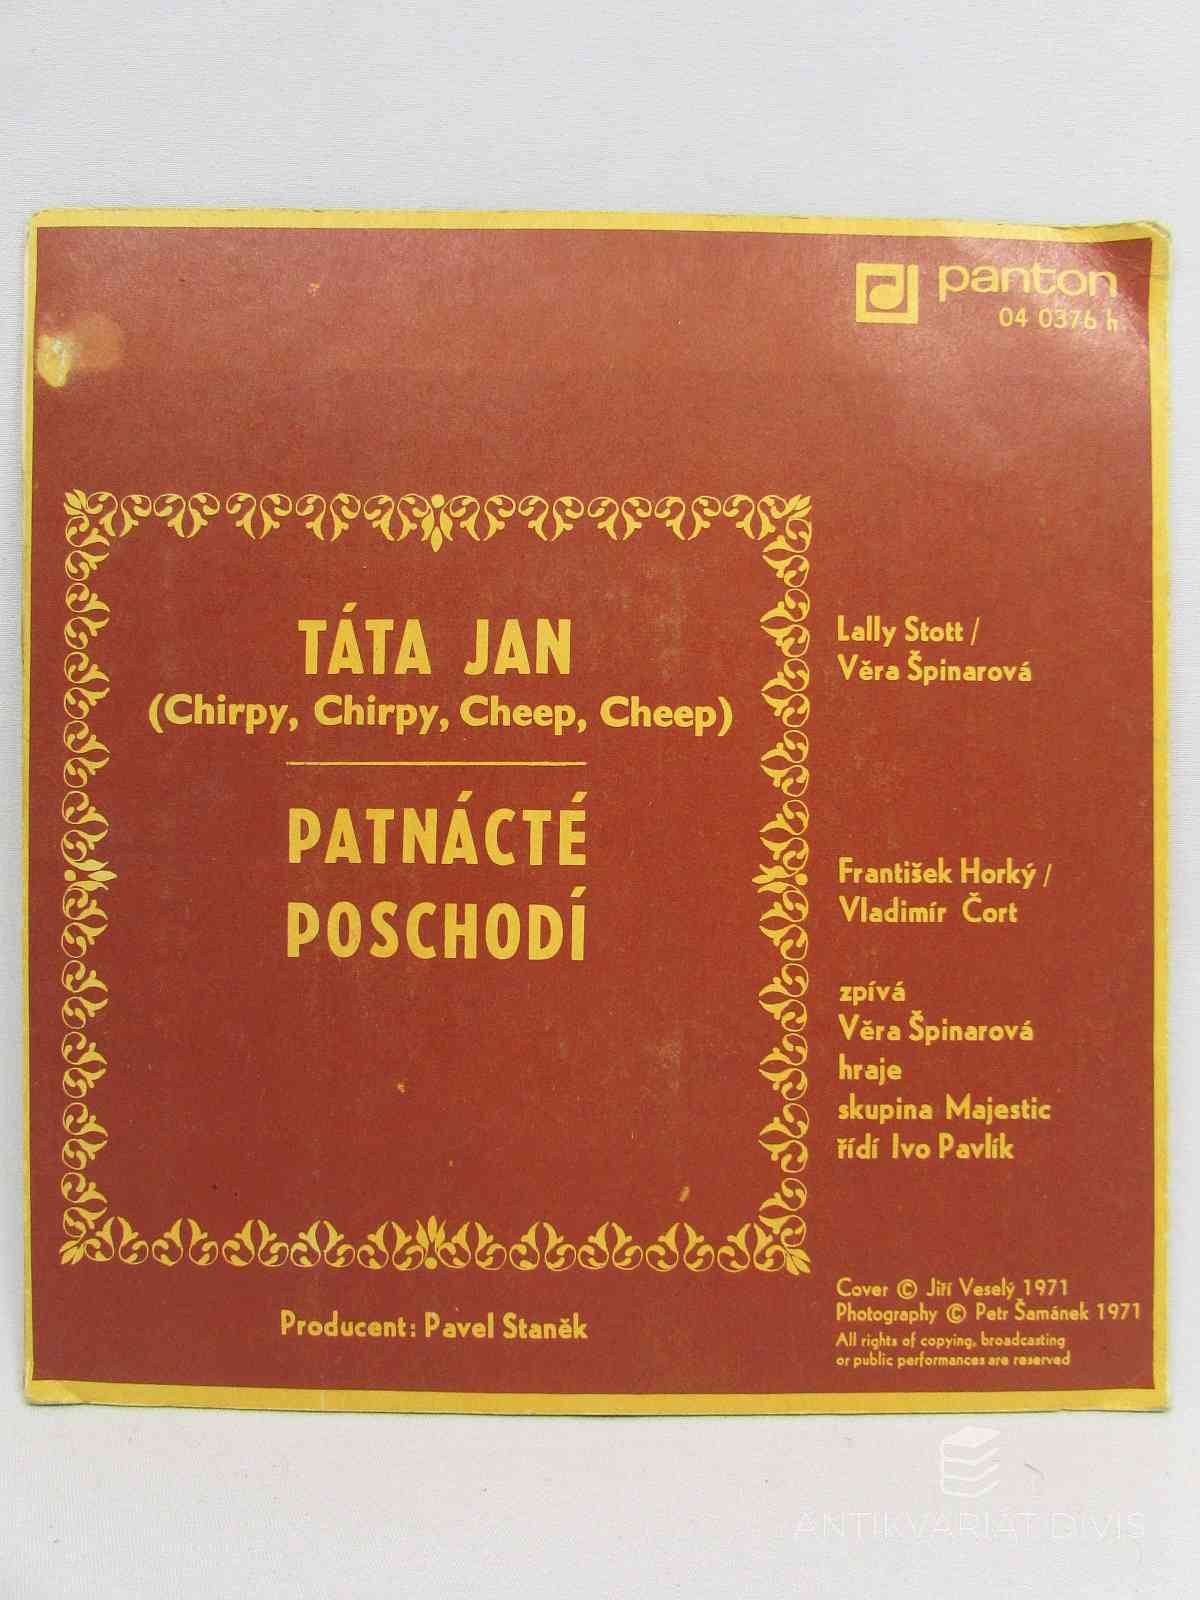 panton
04 0376 h
TÁTA JAN
(Chirpy, Chirpy, Cheep, Cheep)
Lally Stott /
Věra Špinarová
PATNÁCTÉ
POSCHODÍ
František Horký /
Vladimír Čort
zpívá
Věra Špinarová
hraje
skupina Majestic
řídí Ivo Pavlík
Producent: Pavel Staněk
Cover © Jiří Veselý 1971
Photography © Petr Šamánek 1971
All rights of copying, broadcasting
or public performances are reserved
ANTIKVARIÁT DIVIŠ